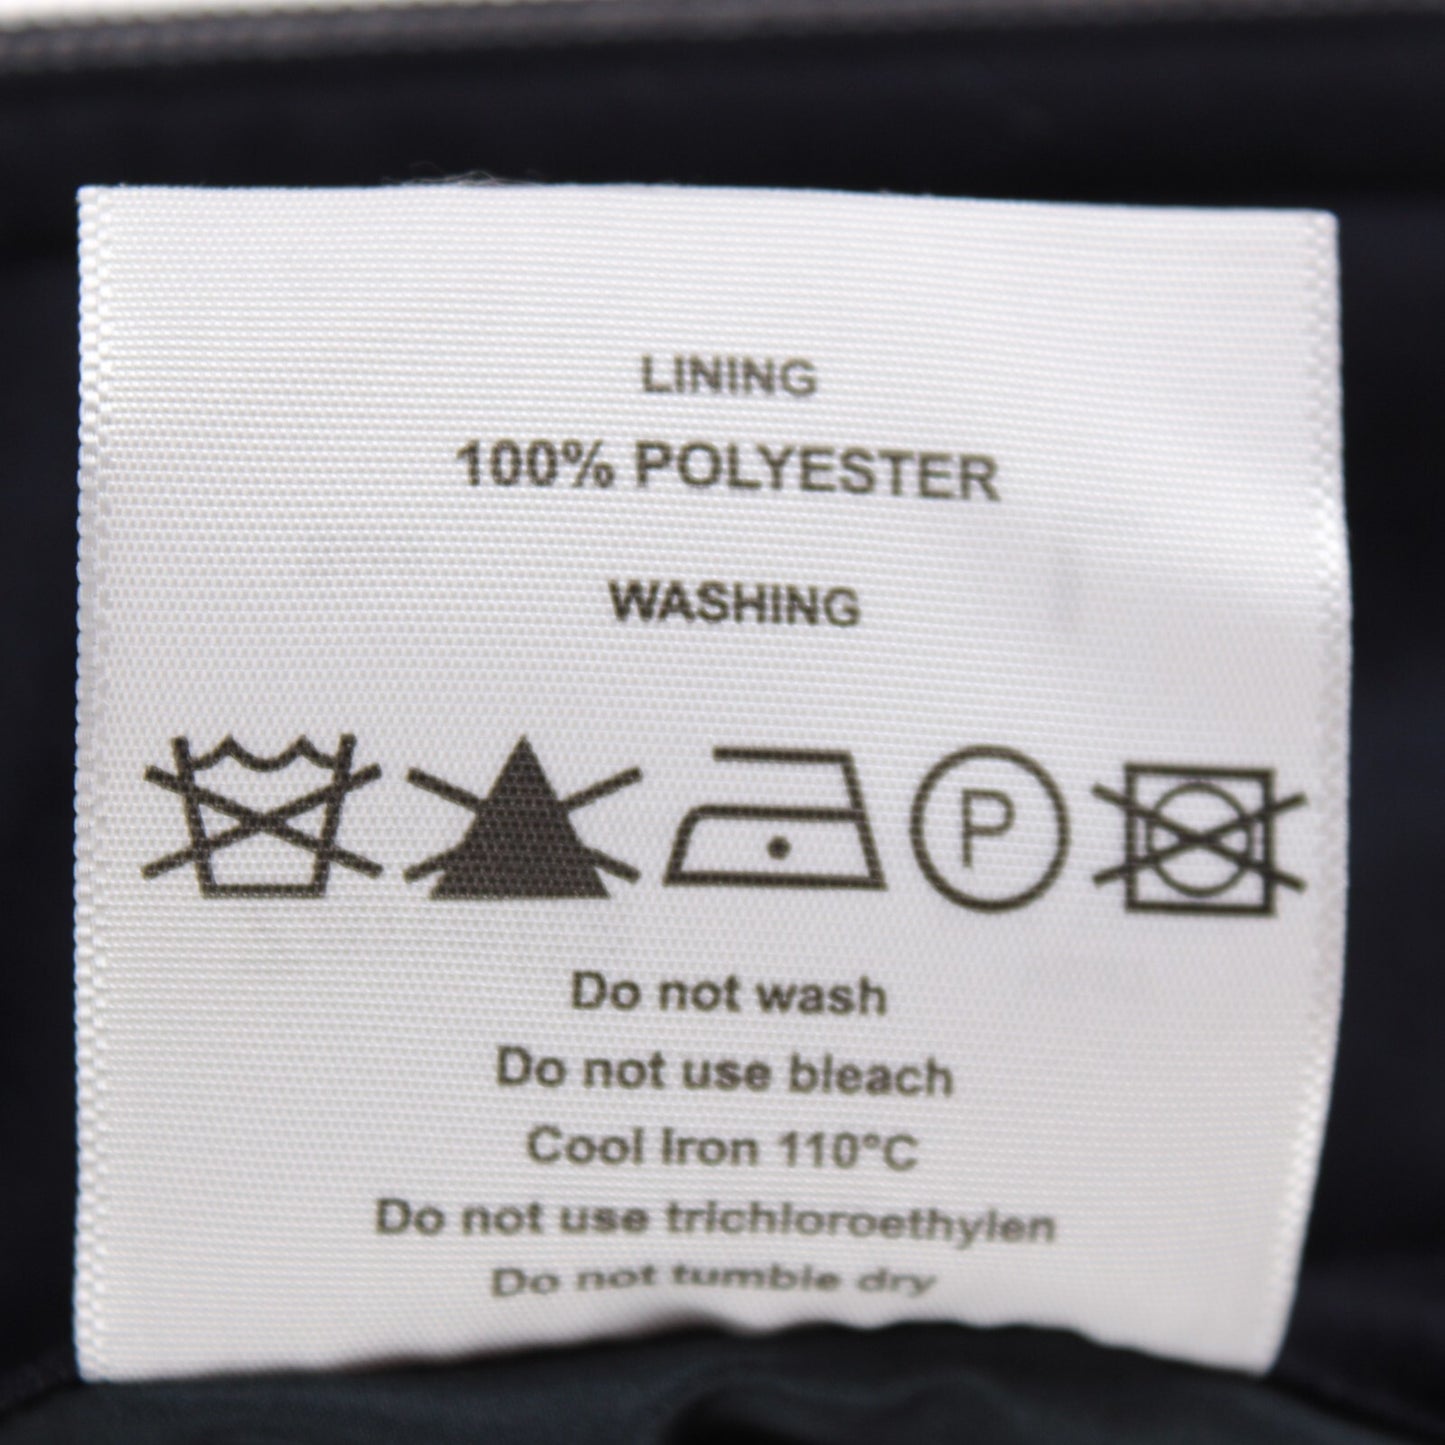 LINING
100% POLYESTER
WASHING
P
Do not wash
Do not use bleach
Cool Iron 110°C
Do not use trichloroethylen
Do not tumble dry